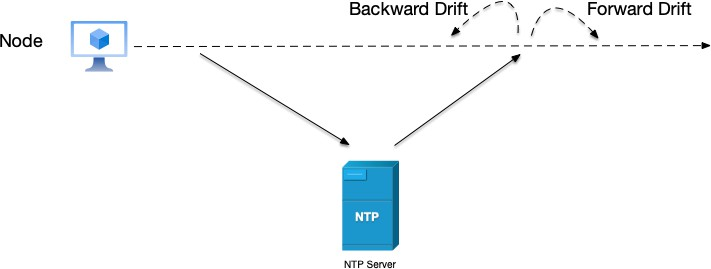 Backward Drift
Forward Drift
Node
NTP
NTP Server